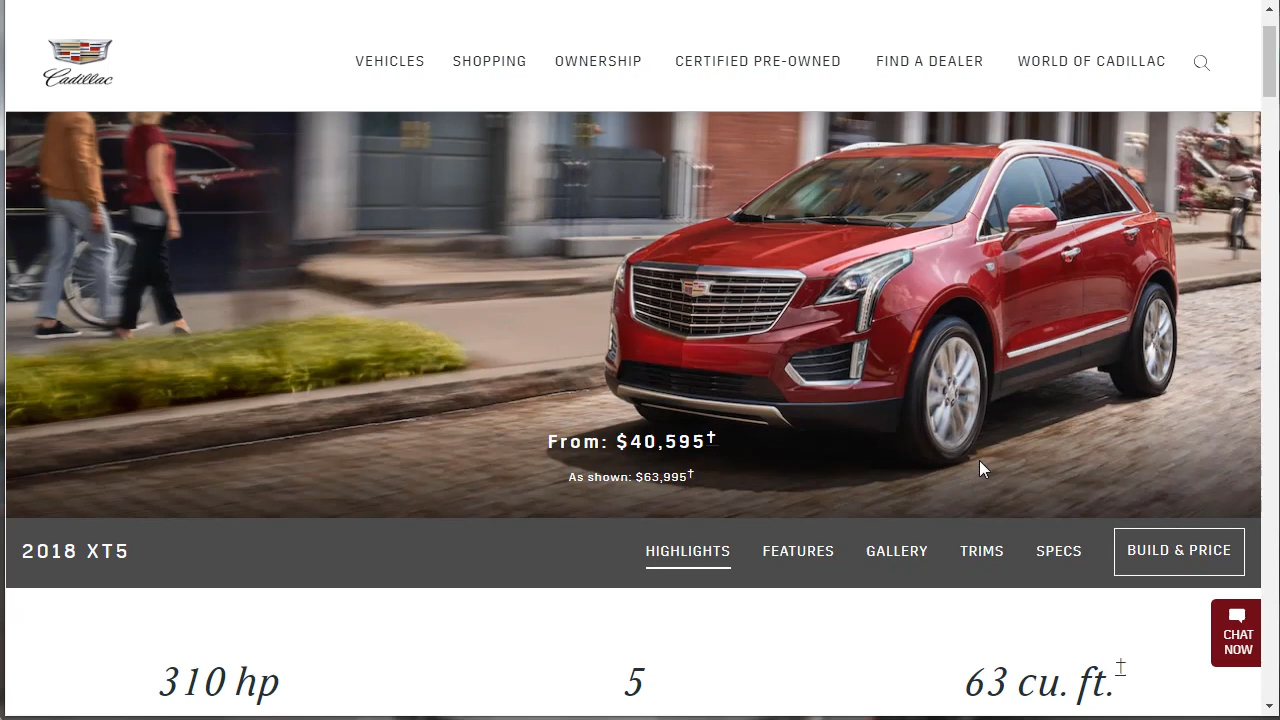 Cadillac
VEHICLES SHOPPING OWNERSHIP CERTIFIED PRE-OWNED FIND A DEALER WORLD OF CADILLAC
From: $40,595†
As shown: $63,995†
2018 XT5 HIGHLIGHTS FEATURES GALLERY TRIMS SPECS BUILD & PRICE
CHAT
NOW
310 hp 5 63 cu. ft.†